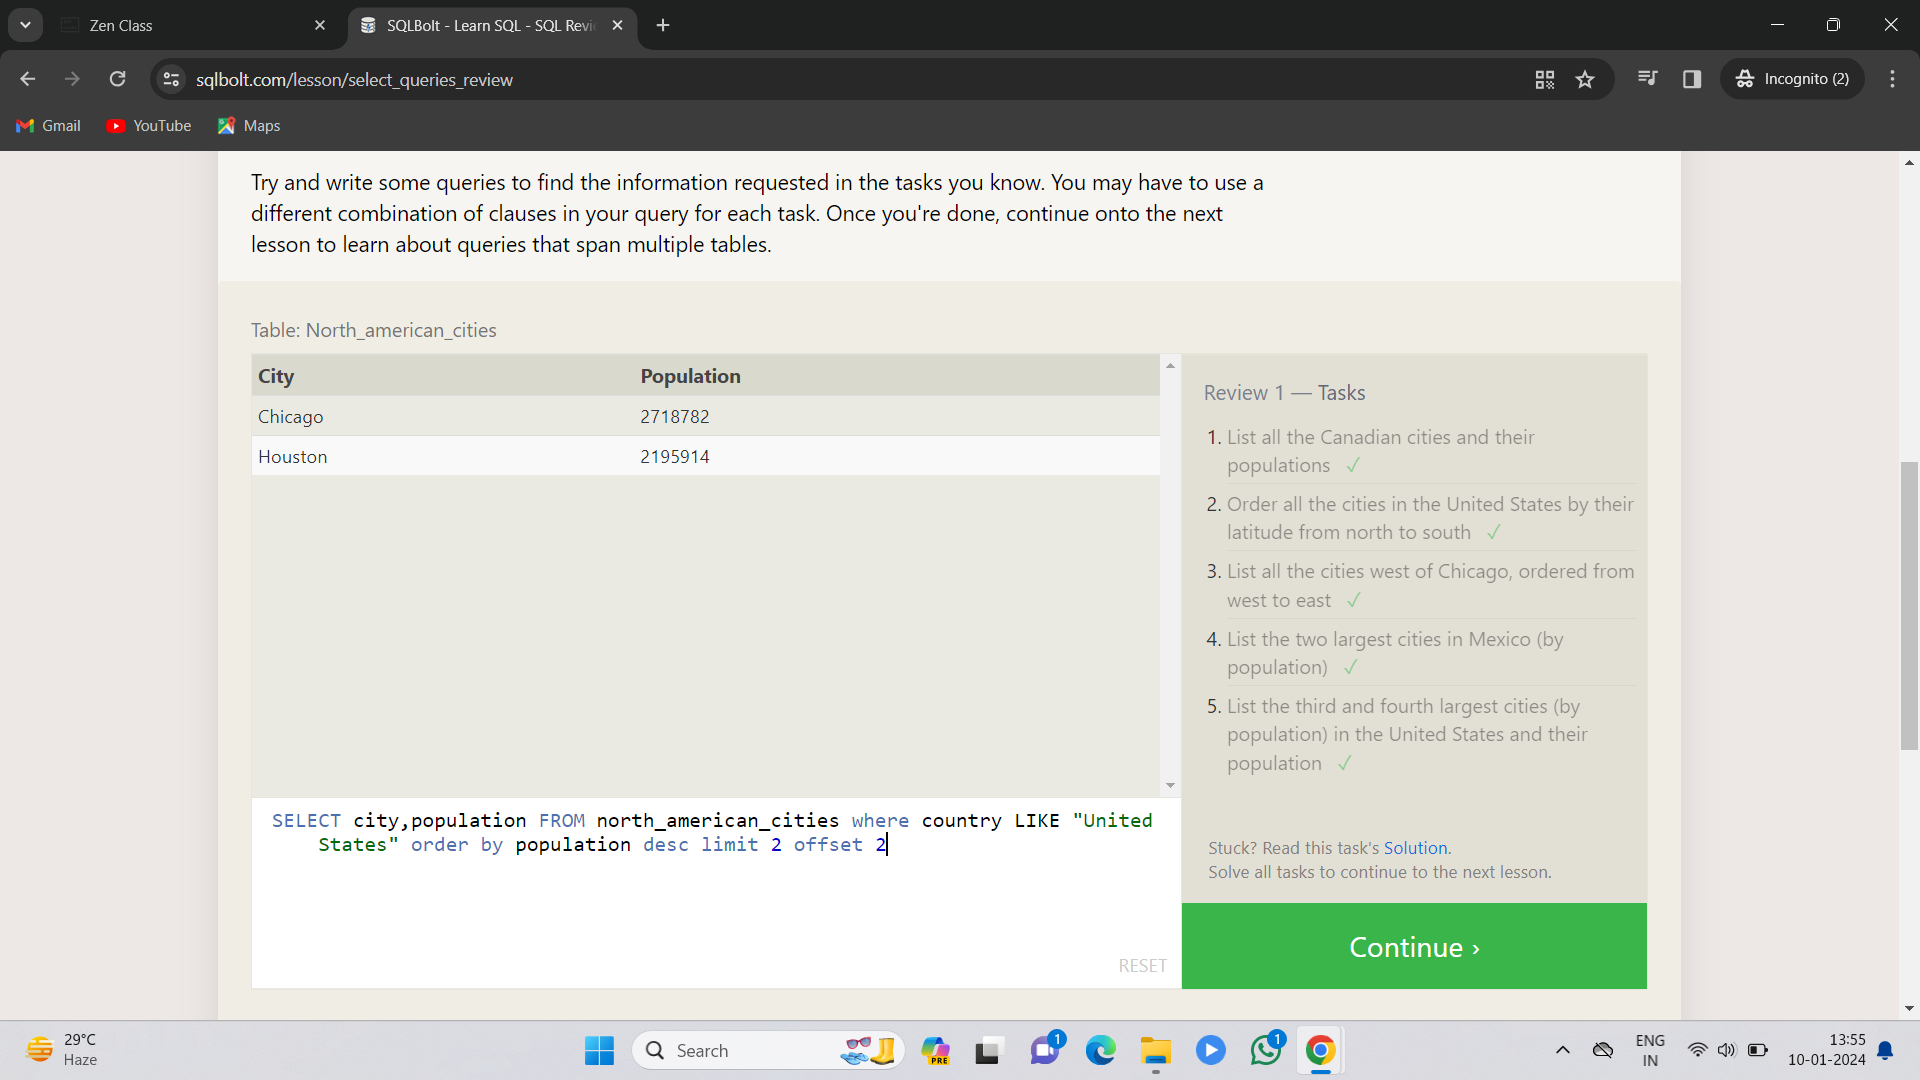 Zen Class
SQLBolt - Learn SQL - SQL Revi
sqlbolt.com/lesson/select_queries_review
Incognito (2)
Gmail
YouTube
Maps
Try and write some queries to find the information requested in the tasks you know. You may have to use a
different combination of clauses in your query for each task. Once you're done, continue onto the next
lesson to learn about queries that span multiple tables.
Table: North_american_cities
City Population
Chicago 2718782
Houston 2195914
SELECT city,population FROM north_american_cities where country LIKE "United
States" order by population desc limit 2 offset 2
RESET
Review 1 — Tasks
1. List all the Canadian cities and their
populations ✓
2. Order all the cities in the United States by their
latitude from north to south ✓
3. List all the cities west of Chicago, ordered from
west to east ✓
4. List the two largest cities in Mexico (by
population) ✓
5. List the third and fourth largest cities (by
population) in the United States and their
population ✓
Stuck? Read this task's Solution.
Solve all tasks to continue to the next lesson.
Continue ›
29°C
Haze
Search
PRE
1
1
ENG
IN
13:55
10-01-2024